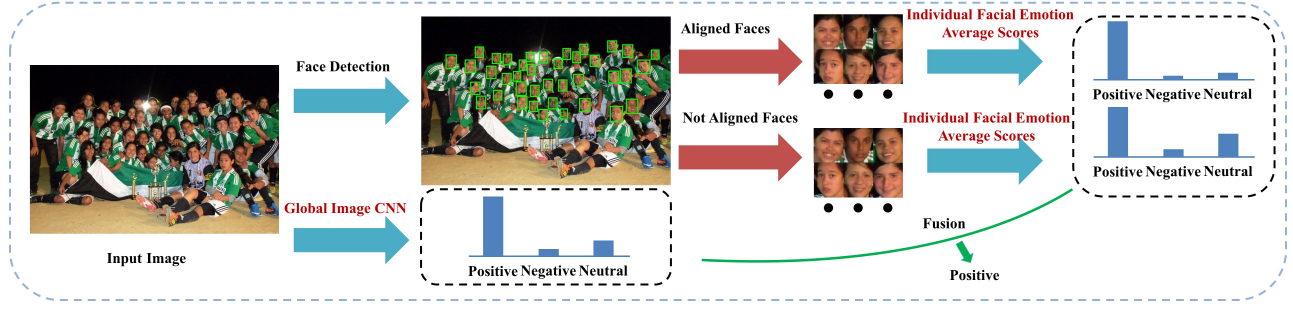 Input Image
Face Detection
Global Image CNN
Positive Negative Neutral
Aligned Faces
Not Aligned Faces
Individual Facial Emotion
Average Scores
Individual Facial Emotion
Average Scores
Positive Negative Neutral
Positive Negative Neutral
Fusion
Positive